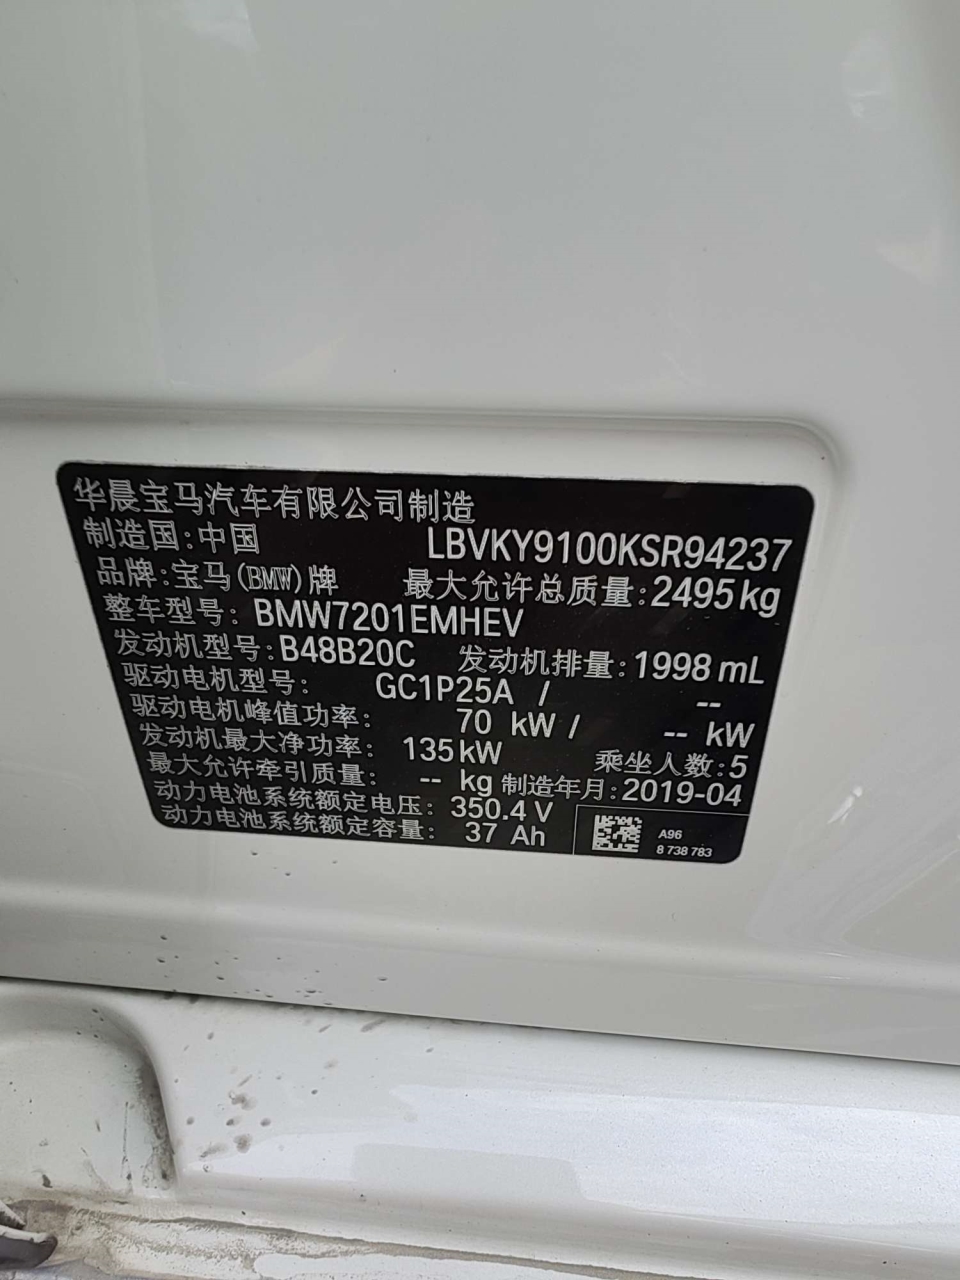 华晨宝马汽车有限公司制造
制造国:中国
LBVKY9100KSR94237
品牌:宝马(BMW)牌 最大允许总质量:2495kg
整车型号: BMW7201EMHEV
发动机型号:B48B20C 发动机排量:1998 mL
驱动电机型号: GC1P25A / --
驱动电机峰值功率: 70 kW / -- kW
发动机最大净功率: 135kW 乘坐人数:5
最大允许牵引质量: -- kg 制造年月:2019-04
动力电池系统额定电压: 350.4 V
动力电池系统额定容量: 37 Ah
A96
8 738 783